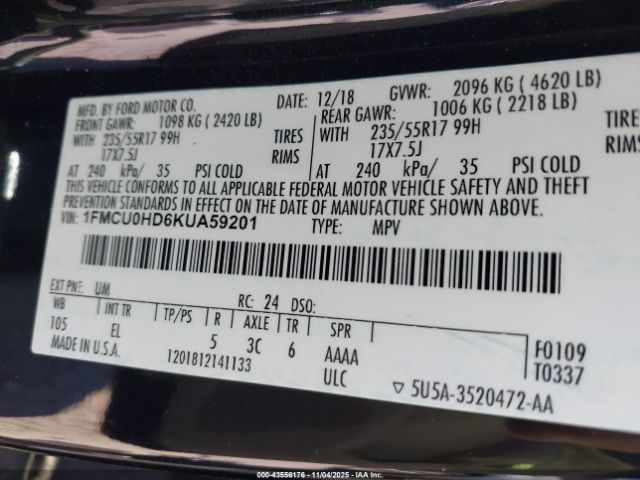 MFD. BY FORD MOTOR CO. DATE: 12/18 GVWR: 2096 KG ( 4620 LB)
FRONT GAWR: 1098 KG ( 2420 LB) REAR GAWR: 1006 KG ( 2218 LB)
WITH 235/55R17 99H TIRES WITH 235/55R17 99H TIRES
17X7.5J RIMS 17X7.5J RIMS
AT 240 kPa/ 35 PSI COLD AT 240 kPa/ 35 PSI COLD
THIS VEHICLE CONFORMS TO ALL APPLICABLE FEDERAL MOTOR VEHICLE SAFETY AND THEFT
PREVENTION STANDARDS IN EFFECT ON THE DATE OF MANUFACTURE SHOWN ABOVE.
VIN: 1FMCU0HD6KUA59201 TYPE: MPV
EXT PNT: UM RC: 24 DSO:
WB INT TR TP/PS R AXLE TR SPR
105 EL 5 3C 6 AAAA F0109
MADE IN U.S.A. 1201812141133 ULC T0337
▽ 5U5A-3520472-AA
000-43556176 - 11/04/2025 - IAA Inc.